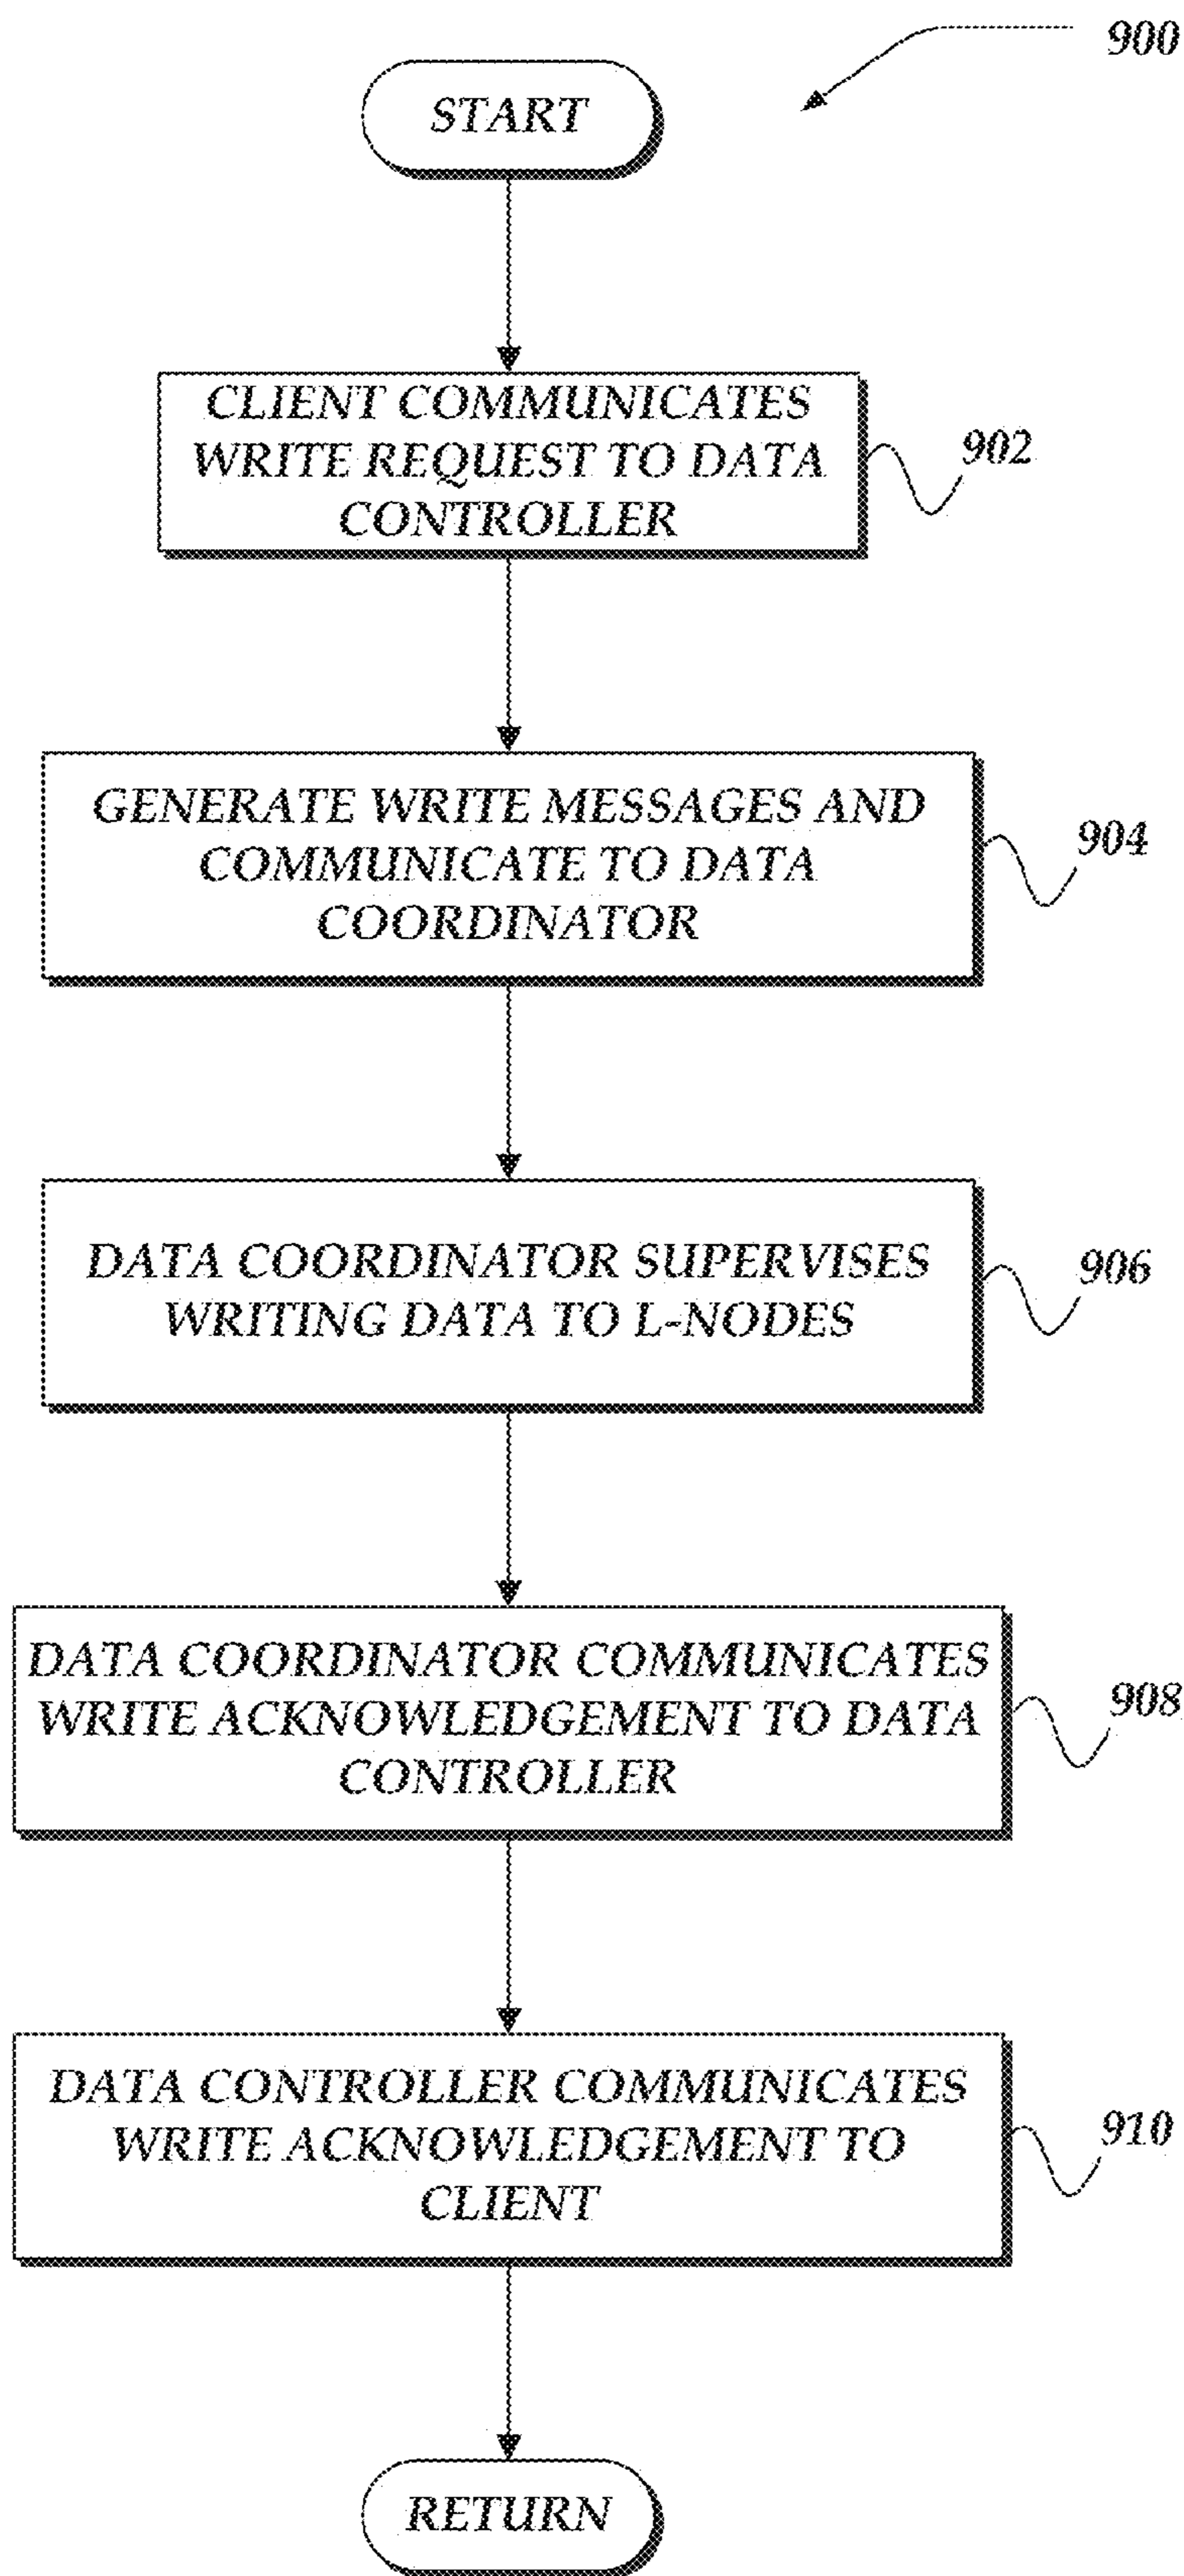 900
START
CLIENT COMMUNICATES
WRITE REQUEST TO DATA
CONTROLLER
902
GENERATE WRITE MESSAGES AND
COMMUNICATE TO DATA
COORDINATOR
904
DATA COORDINATOR SUPERVISES
WRITING DATA TO L-NODES
906
DATA COORDINATOR COMMUNICATES
WRITE ACKNOWLEDGEMENT TO DATA
CONTROLLER
908
DATA CONTROLLER COMMUNICATES
WRITE ACKNOWLEDGEMENT TO
CLIENT
910
RETURN